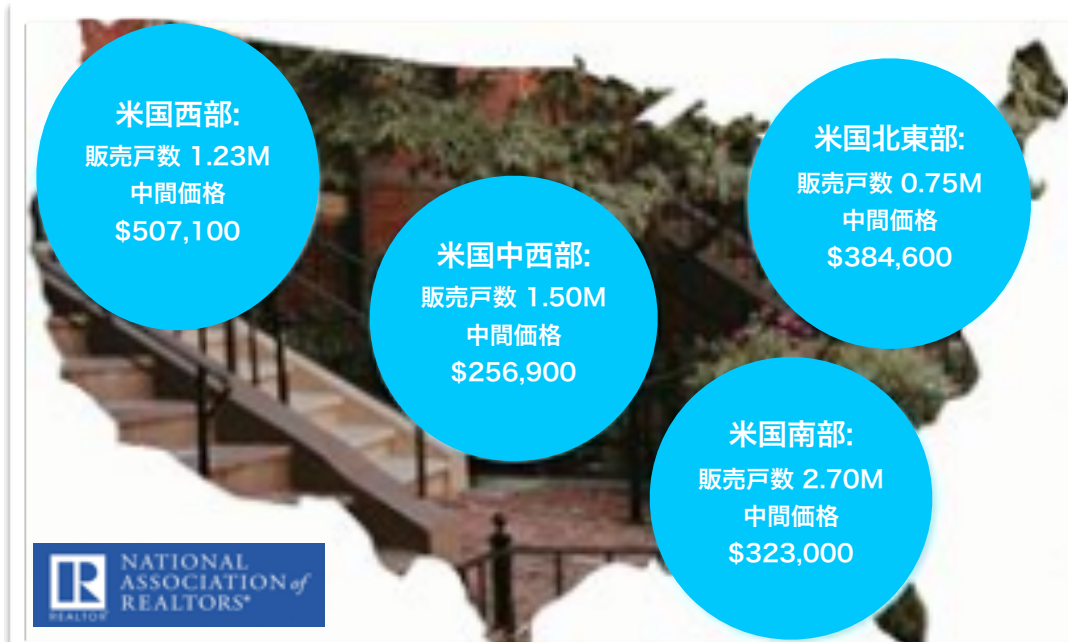 米国西部:
販売戸数 1.23M
中間価格
$507,100
米国中西部:
販売戸数 1.50M
中間価格
$256,900
米国北東部:
販売戸数 0.75M
中間価格
$384,600
米国南部:
販売戸数 2.70M
中間価格
$323,000
NATIONAL
ASSOCIATION of
REALTORS®
REALTOR